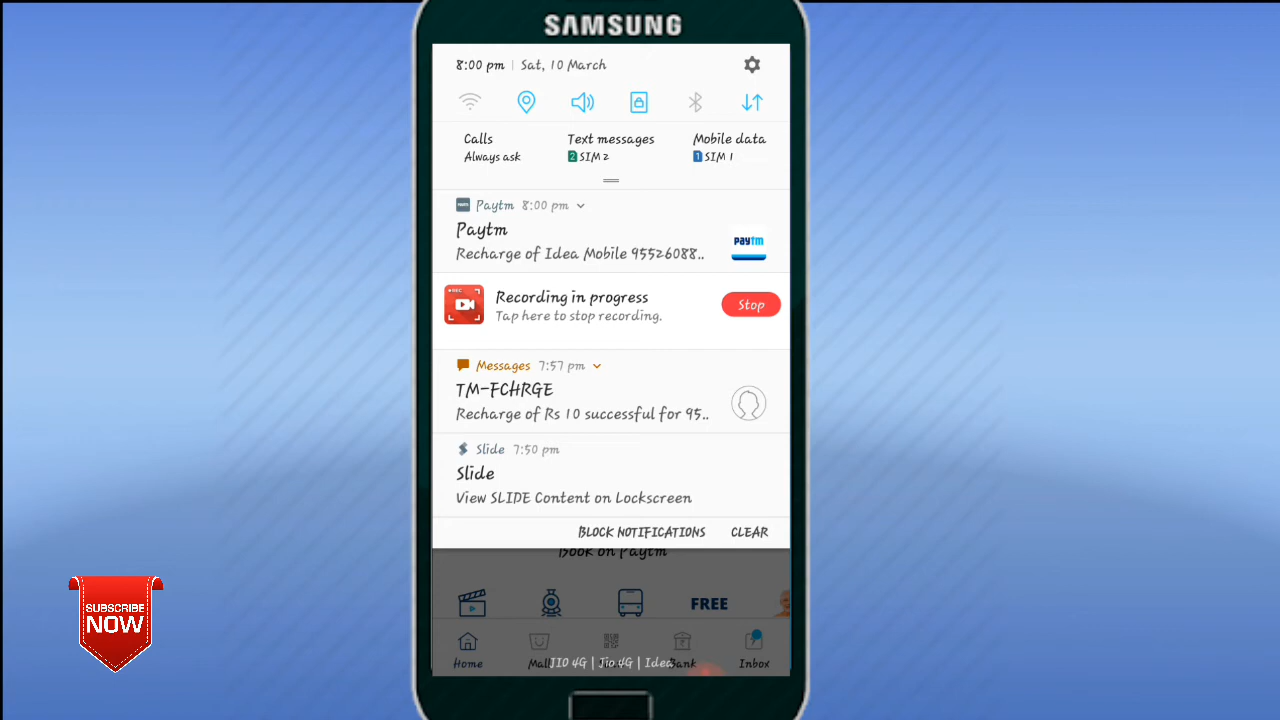 SAMSUNG
8:00 pm | Sat, 10 March
Calls
Always ask
Text messages
2 SIM 2
Mobile data
1 SIM 1
Paytm 8:00 pm
Paytm
Recharge of Idea Mobile 95526088..
paytm
REC
Recording in progress
Tap here to stop recording.
Stop
Messages 7:57 pm
TM-FCHRGE
Recharge of Rs 10 successful for 95..
Slide 7:50 pm
Slide
View SLIDE Content on Lockscreen
BLOCK NOTIFICATIONS CLEAR
Book on Paytm
FREE
Home
Mall
Bank
Inbox
JIO 4G | Jio 4G | Idea
SUBSCRIBE
NOW